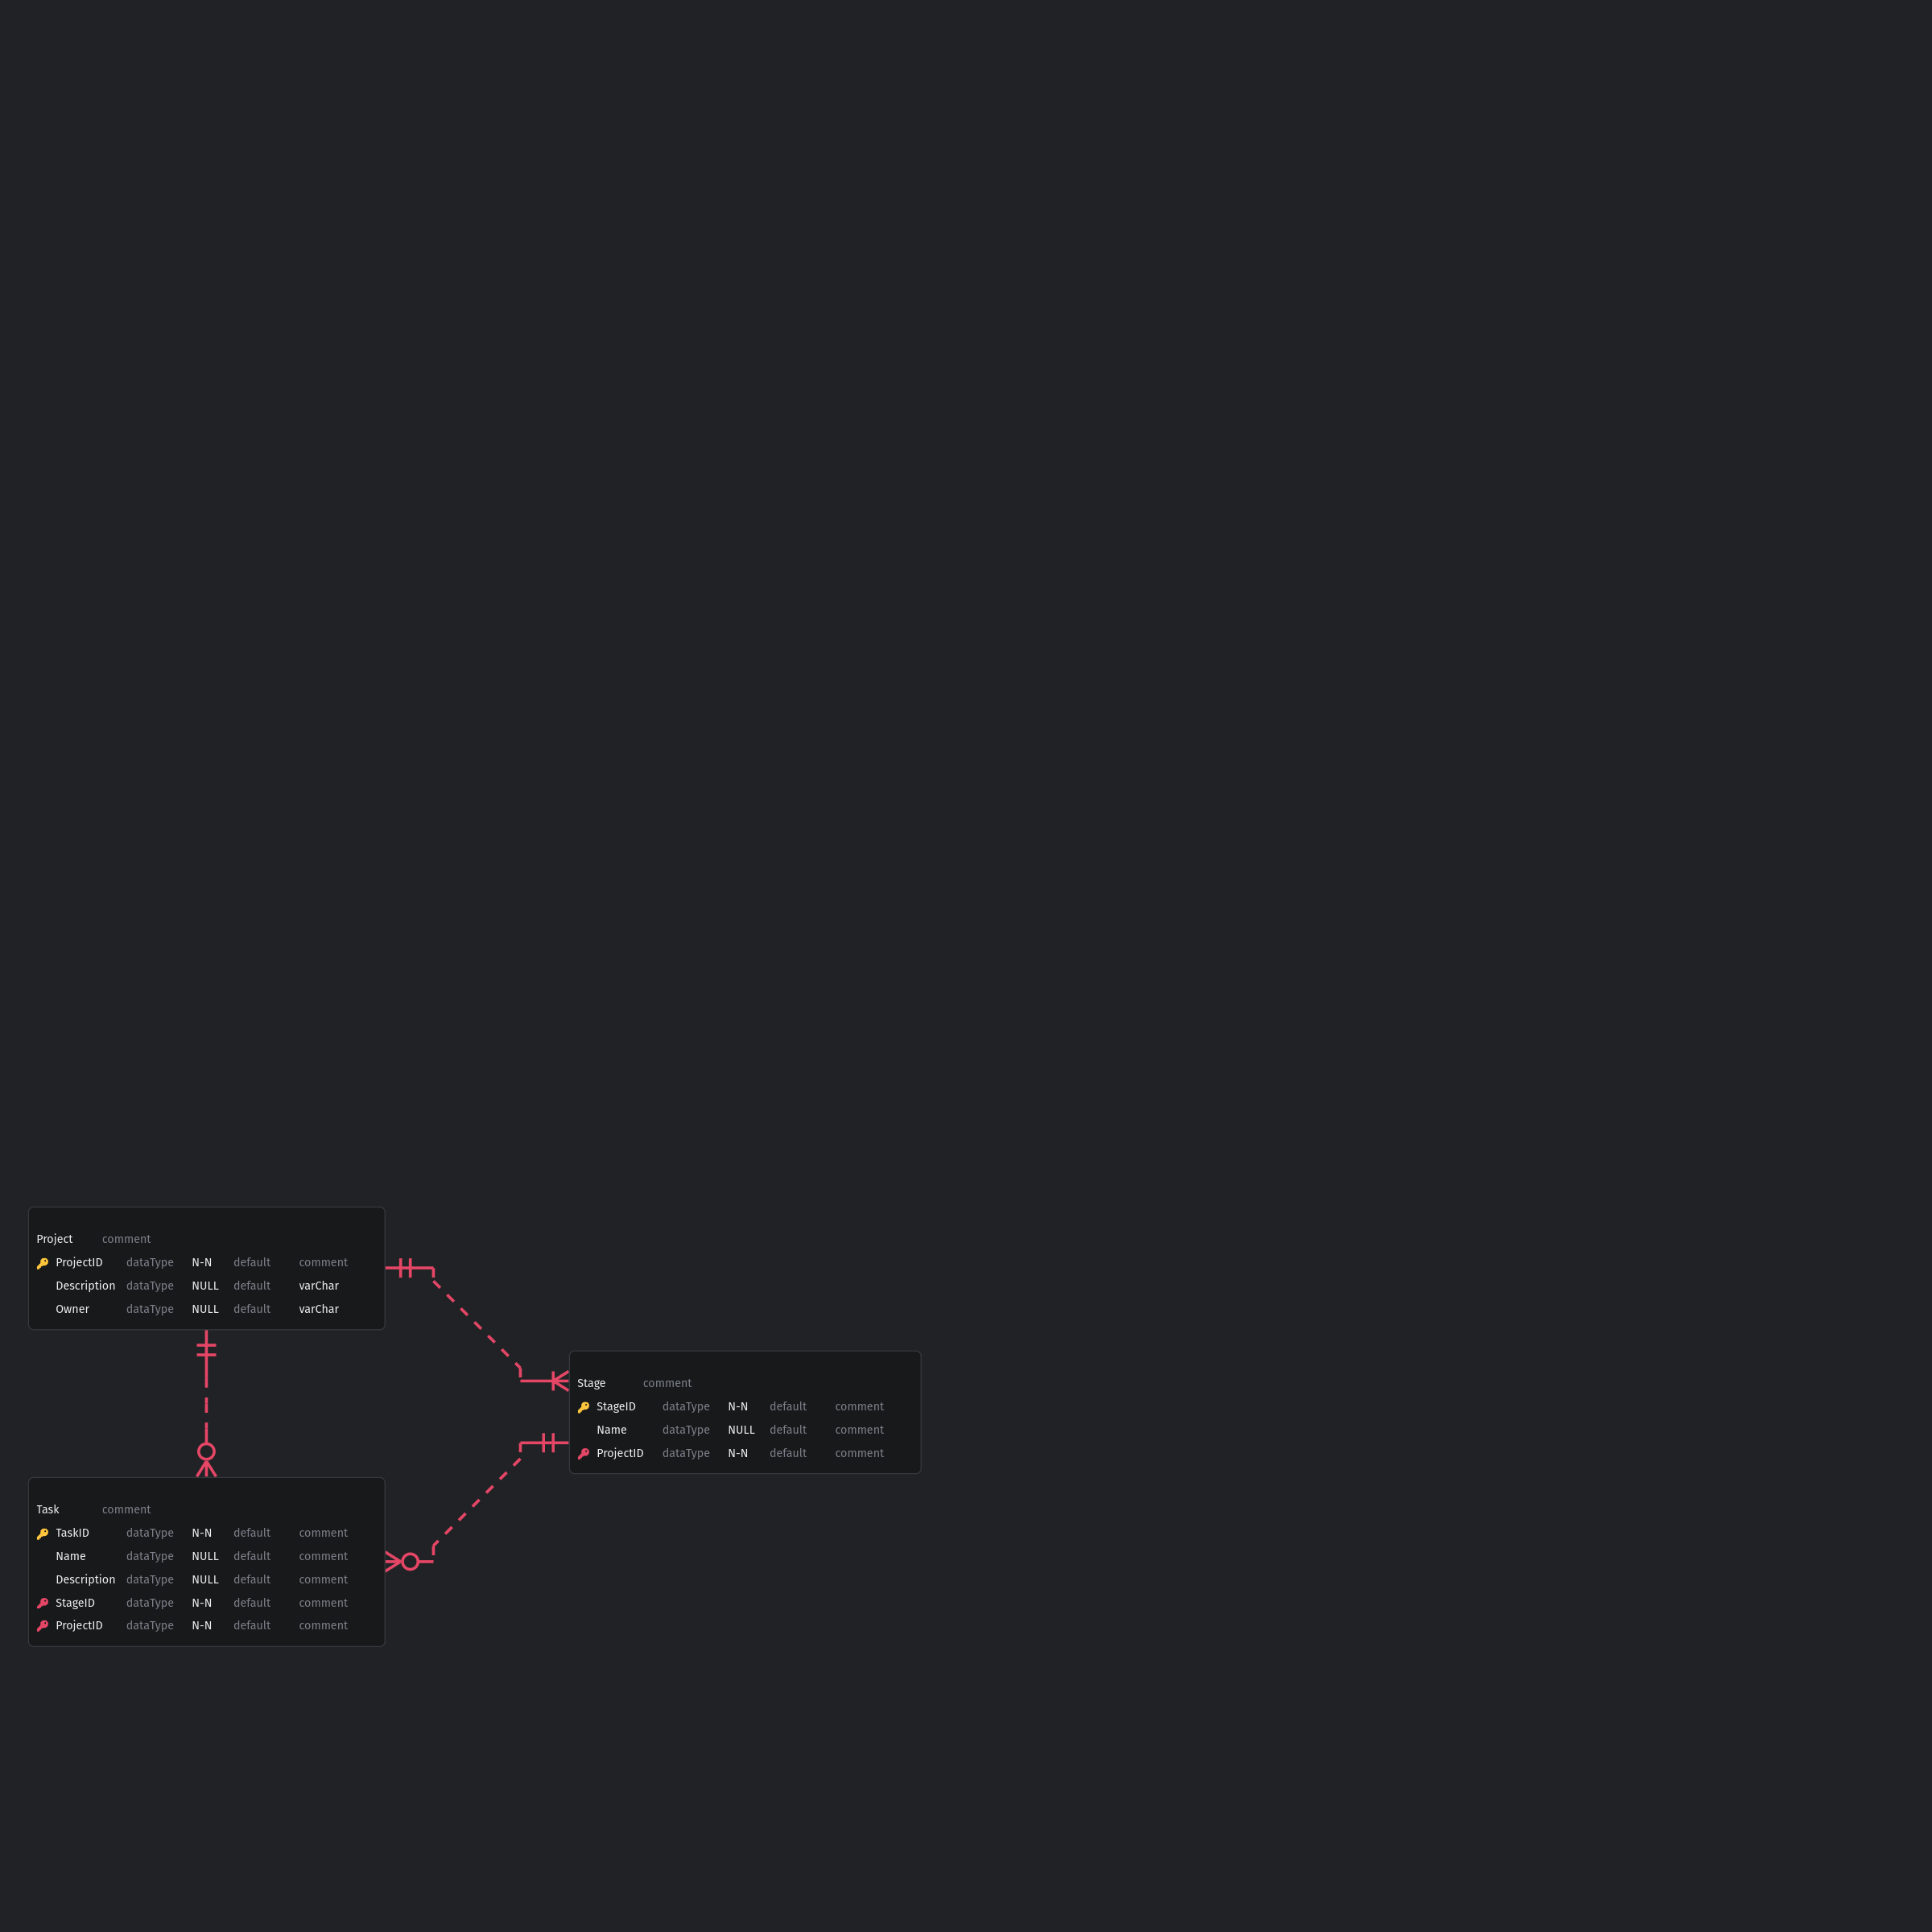 Project comment
ProjectID dataType N-N default comment
Description dataType NULL default varChar
Owner dataType NULL default varChar
Stage comment
StageID dataType N-N default comment
Name dataType NULL default comment
ProjectID dataType N-N default comment
Task comment
TaskID dataType N-N default comment
Name dataType NULL default comment
Description dataType NULL default comment
StageID dataType N-N default comment
ProjectID dataType N-N default comment